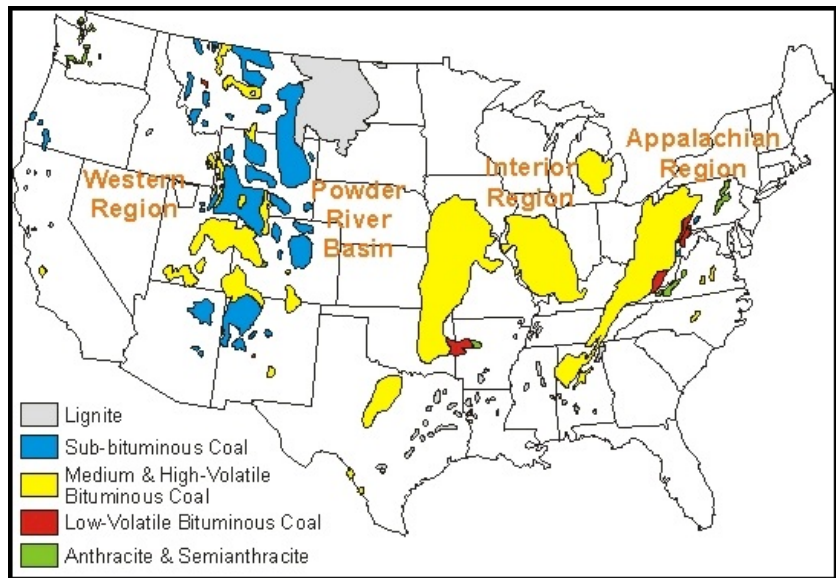 Appalachian
Region
Interior
Region
Western
Region
Powder
River
Basin
Lignite
Sub-bituminous Coal
Medium & High-Volatile
Bituminous Coal
Low-Volatile Bituminous Coal
Anthracite & Semianthracite